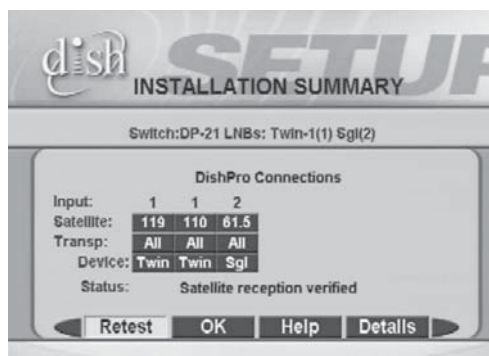 dish
SETUP
INSTALLATION SUMMARY
Switch:DP-21 LNBs: Twin-1(1) Sgl(2)
DishPro Connections
Input: 1 1 2
Satellite: 119 110 61.5
Transp: All All All
Device: Twin Twin Sgl
Status: Satellite reception verified
Retest OK Help Details